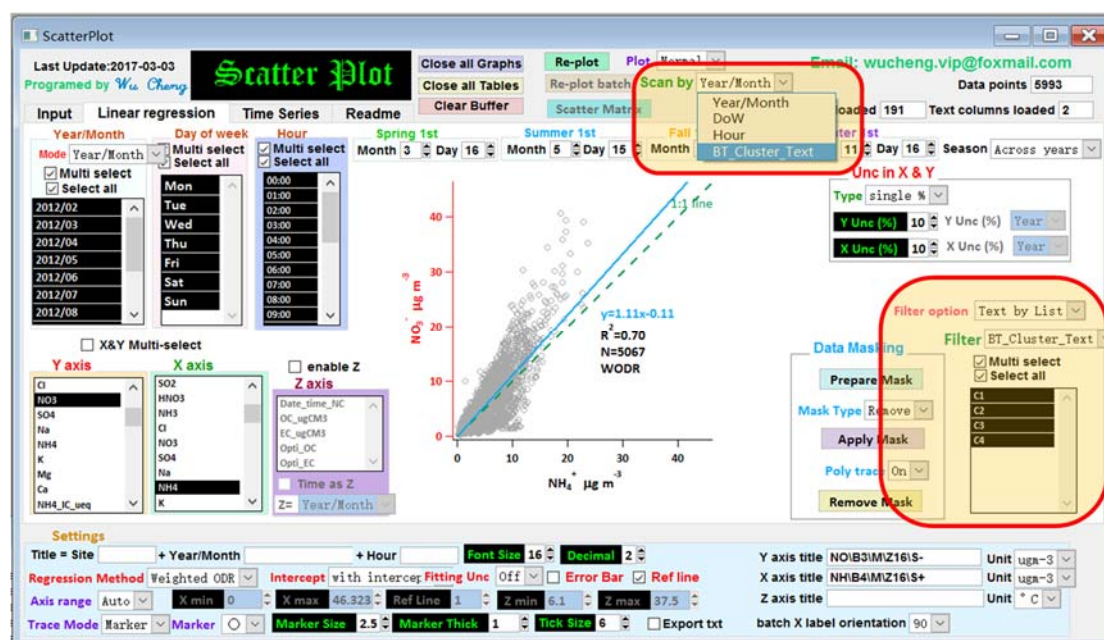 ScatterPlot
Last Update:2017-03-03
Programed by Wu Cheng
Scatter Plot
Close all Graphs
Close all Tables
Clear Buffer
Re-plot Plot Normal
Re-plot batch Scan by Year/Month
Scatter Matrix
Year/Month
DoW
Hour
BT_Cluster_Text
Email: wucheng.vip@foxmail.com
Data points 5993
loaded 191 Text columns loaded 2
Input Linear regression Time Series Readme
Year/Month
Mode Year/Month
Multi select
Select all
2012/02
2012/03
2012/04
2012/05
2012/06
2012/07
2012/08
Day of week
Multi select
Select all
Mon
Tue
Wed
Thu
Fri
Sat
Sun
Hour
Multi select
Select all
00:00
01:00
02:00
03:00
04:00
05:00
06:00
07:00
08:00
09:00
Spring 1st
Month 3 Day 16
Summer 1st
Month 5 Day 15
Fall
Month
1st
11 Day 16 Season Across years
Unc in X & Y
Type single %
Y Unc (%) 10 Y Unc (%) Year
X Unc (%) 10 X Unc (%) Year
1:1 line
40
30
20
10
0
NO3- μg m-3
y=1.11x-0.11
R2=0.70
N=5067
WODR
0 10 20 30 40
NH4+ μg m-3
Filter option Text by List
Filter BT_Cluster_Text
Multi select
Select all
C1
C2
C3
C4
Data Masking
Prepare Mask
Mask Type Remove
Apply Mask
Poly trace On
Remove Mask
X&Y Multi-select
Y axis
Cl
NO3
SO4
Na
NH4
K
Mg
Ca
NH4_IC_ueq
X axis
SO2
HNO3
NH3
Cl
NO3
SO4
Na
NH4
K
enable Z
Z axis
Date_time_NC
OC_ugCM3
EC_ugCM3
Opti_OC
Opti_EC
Time as Z
Z= Year/Month
Settings
Title = Site + Year/Month + Hour Font Size 16 Decimal 2
Regression Method Weighted ODR Intercept with intercep Fitting Unc Off Error Bar Ref line
Axis range Auto X min 0 X max 46.323 Ref Line 1 Z min 6.1 Z max 37.5
Trace Mode Marker Marker Marker Size 2.5 Marker Thick 1 Tick Size 6 Export txt
Y axis title NO\B3\M\Z16\S- Unit ugm-3
X axis title NH\B4\M\Z16\S+ Unit ugm-3
Z axis title Unit ° C
batch X label orientation 90